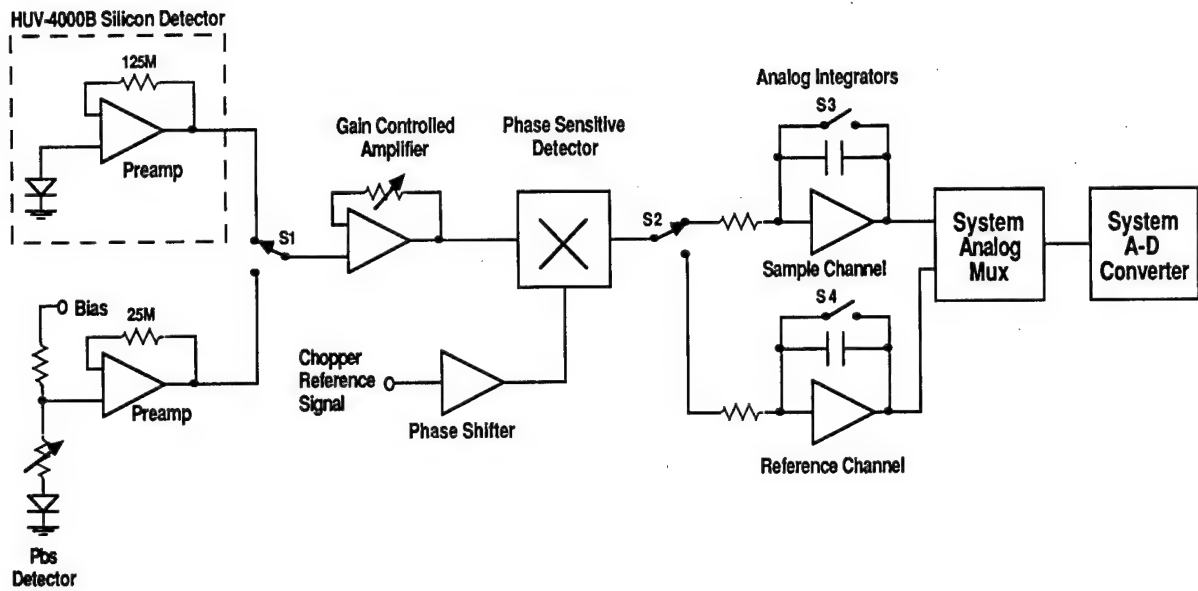 HUV-4000B Silicon Detector
125M
Preamp
Gain Controlled
Amplifier
Phase Sensitive
Detector
Analog Integrators
S3
S1
S2
Sample Channel
System
Analog
Mux
System
A-D
Converter
Bias
25M
Preamp
Chopper
Reference
Signal
Phase Shifter
S4
Reference Channel
Pbs
Detector